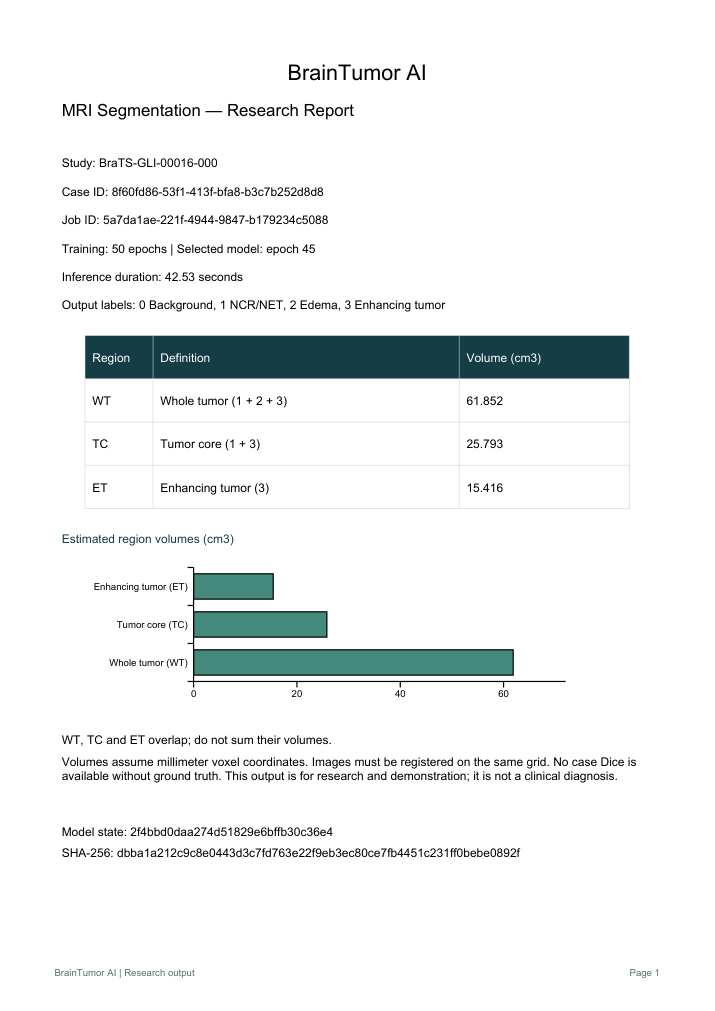 BrainTumor AI
MRI Segmentation — Research Report
Study: BraTS-GLI-00016-000
Case ID: 8f60fd86-53f1-413f-bfa8-b3c7b252d8d8
Job ID: 5a7da1ae-221f-4944-9847-b179234c5088
Training: 50 epochs | Selected model: epoch 45
Inference duration: 42.53 seconds
Output labels: 0 Background, 1 NCR/NET, 2 Edema, 3 Enhancing tumor
Region Definition Volume (cm3)
WT Whole tumor (1 + 2 + 3) 61.852
TC Tumor core (1 + 3) 25.793
ET Enhancing tumor (3) 15.416
Estimated region volumes (cm3)
Enhancing tumor (ET)
Tumor core (TC)
Whole tumor (WT)
0 20 40 60
WT, TC and ET overlap; do not sum their volumes.
Volumes assume millimeter voxel coordinates. Images must be registered on the same grid. No case Dice is
available without ground truth. This output is for research and demonstration; it is not a clinical diagnosis.
Model state: 2f4bbd0daa274d51829e6bffb30c36e4
SHA-256: dbba1a212c9c8e0443d3c7fd763e22f9eb3ec80ce7fb4451c231ff0bebe0892f
BrainTumor AI | Research output Page 1